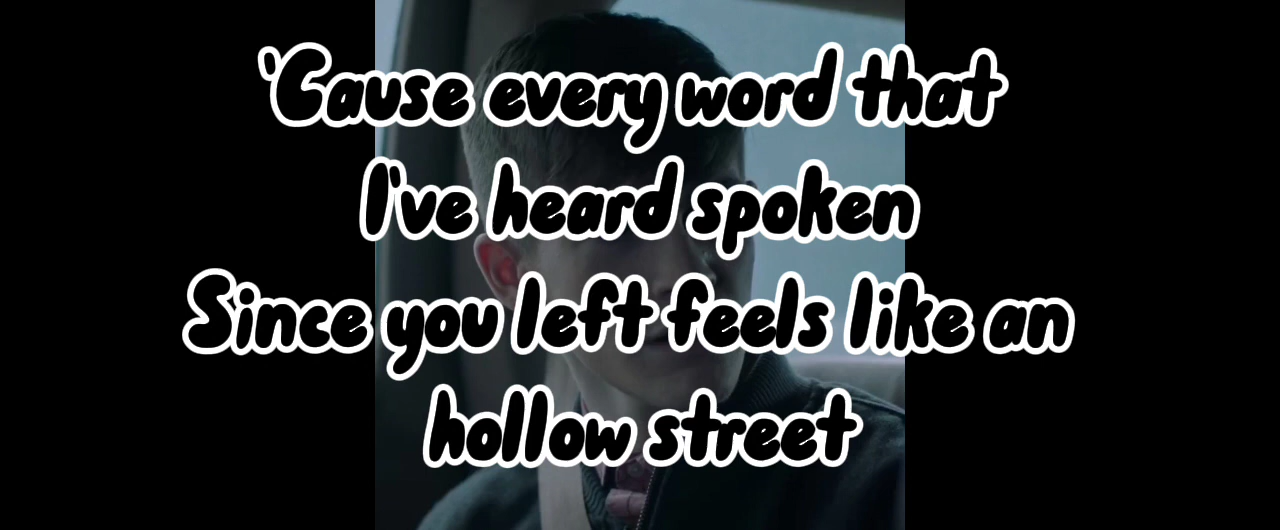 'Cause every word that
I've heard spoken
Since you left feels like an
hollow street